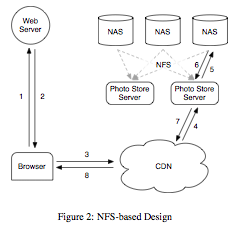 Web
Server
NAS
NAS
NAS
NFS
6
5
Photo Store
Server
Photo Store
Server
1
2
7
4
Browser
3
8
CDN
Figure 2: NFS-based Design